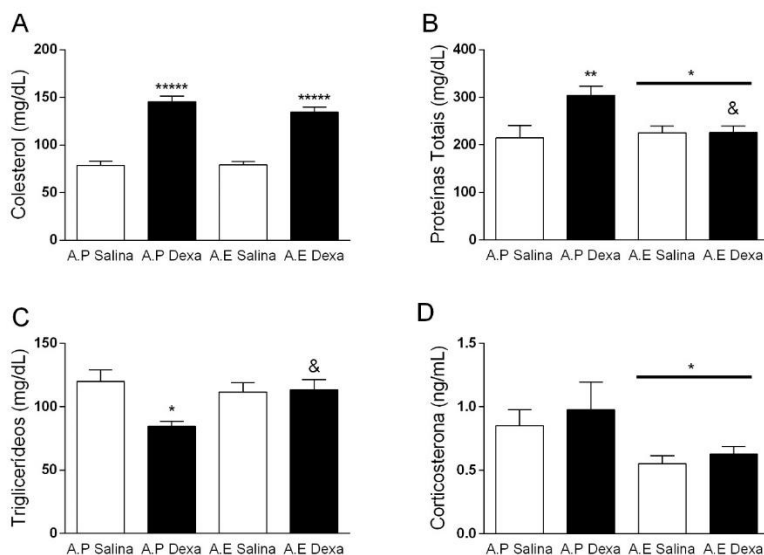 A
Colesterol (mg/dL)
200
150
100
50
0
*****
*****
A.P Salina A.P Dexa A.E Salina A.E Dexa
B
Proteínas Totais (mg/dL)
400
300
200
100
0
**
*
&
A.P Salina A.P Dexa A.E Salina A.E Dexa
C
Triglicerídeos (mg/dL)
150
100
50
0
*
&
A.P Salina A.P Dexa A.E Salina A.E Dexa
D
Corticosterona (ng/mL)
1.5
1.0
0.5
0.0
*
A.P Salina A.P Dexa A.E Salina A.E Dexa